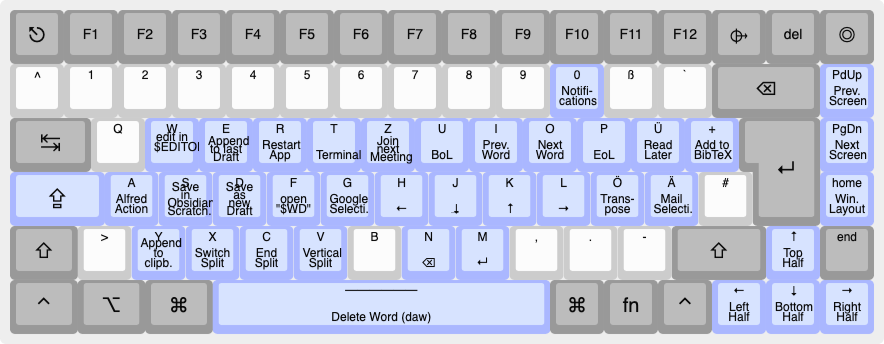 F1 F2 F3 F4 F5 F6 F7 F8 F9 F10 F11 F12 del
^ 1 2 3 4 5 6 7 8 9 0 ß ` ⌫ PdUp
Notifi-
cations
Prev.
Screen
↹ Q W E R T Z U I O P Ü + ↵ PgDn
edit in
$EDITOR
Append
to last
Draft
Restart
App
Terminal
Join
next
Meeting
BoL
Prev.
Word
Next
Word
EoL
Read
Later
Add to
BibTeX
Next
Screen
⇪ A S D F G H J K L Ö Ä # home
Alfred
Action
Save
in
Obsidian
Scratch.
Save
as
new
Draft
open
"$WD"
Google
Selecti.
←
↓
↑
→
Trans-
pose
Mail
Selecti.
Win.
Layout
⇧ > Y X C V B N M , . - ⇧ ↑ end
Append
to
clipb.
Switch
Split
End
Split
Vertical
Split
⌫
↵
Top
Half
^ ⌥ ⌘ ⌘ fn ^ ← ↓ →
Delete Word (daw)
Left
Half
Bottom
Half
Right
Half